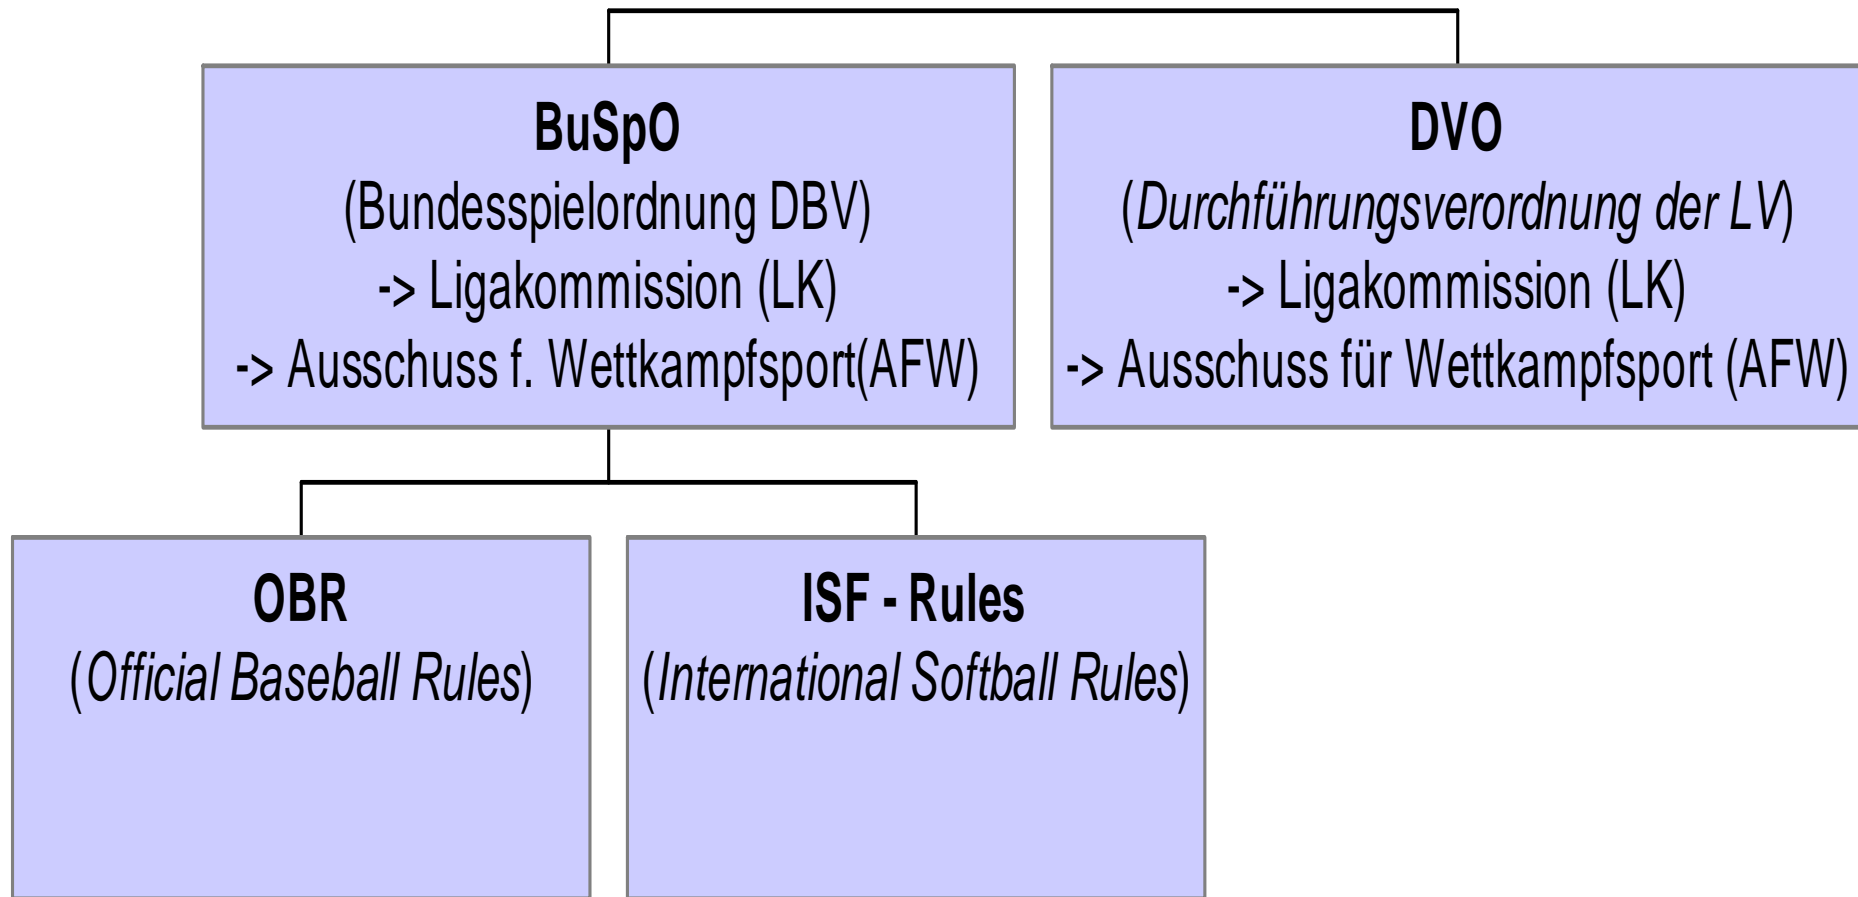 BuSpO
(Bundesspielordnung DBV)
-> Ligakommission (LK)
-> Ausschuss f. Wettkampfsport(AFW)
DVO
(Durchführungsverordnung der LV)
-> Ligakommission (LK)
-> Ausschuss für Wettkampfsport (AFW)
OBR
(Official Baseball Rules)
ISF - Rules
(International Softball Rules)